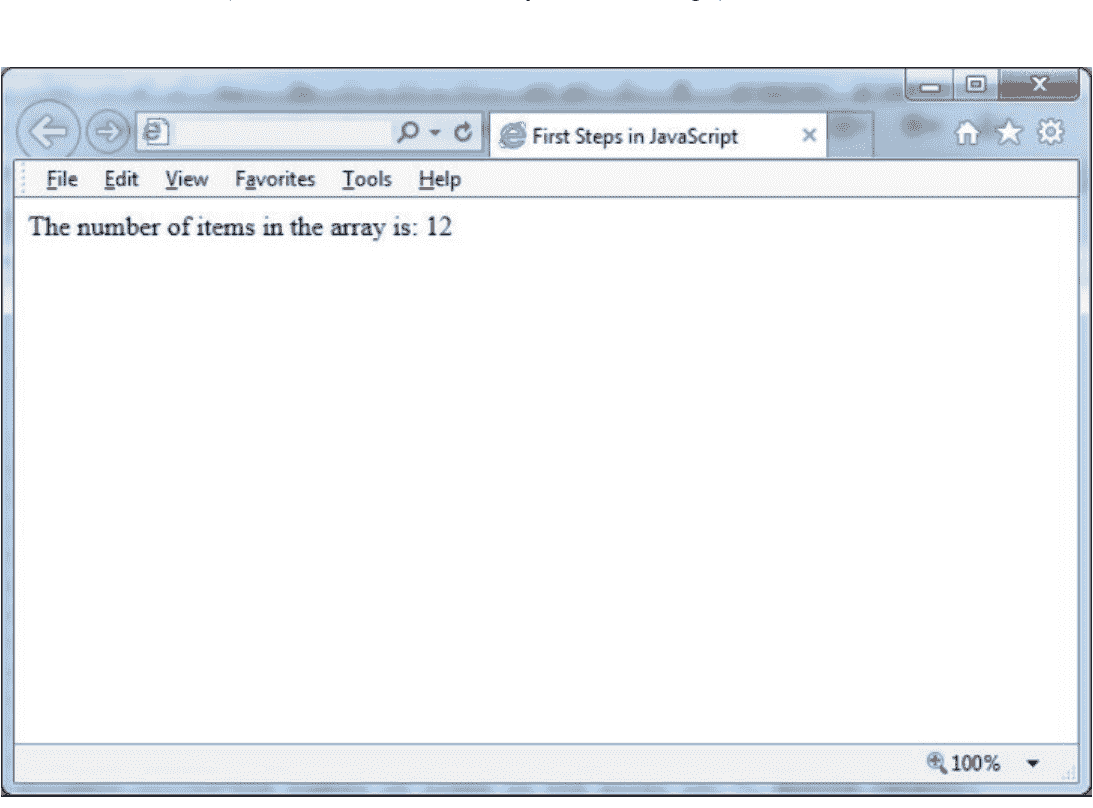 First Steps in JavaScript
File Edit View Favorites Tools Help
The number of items in the array is: 12
100%